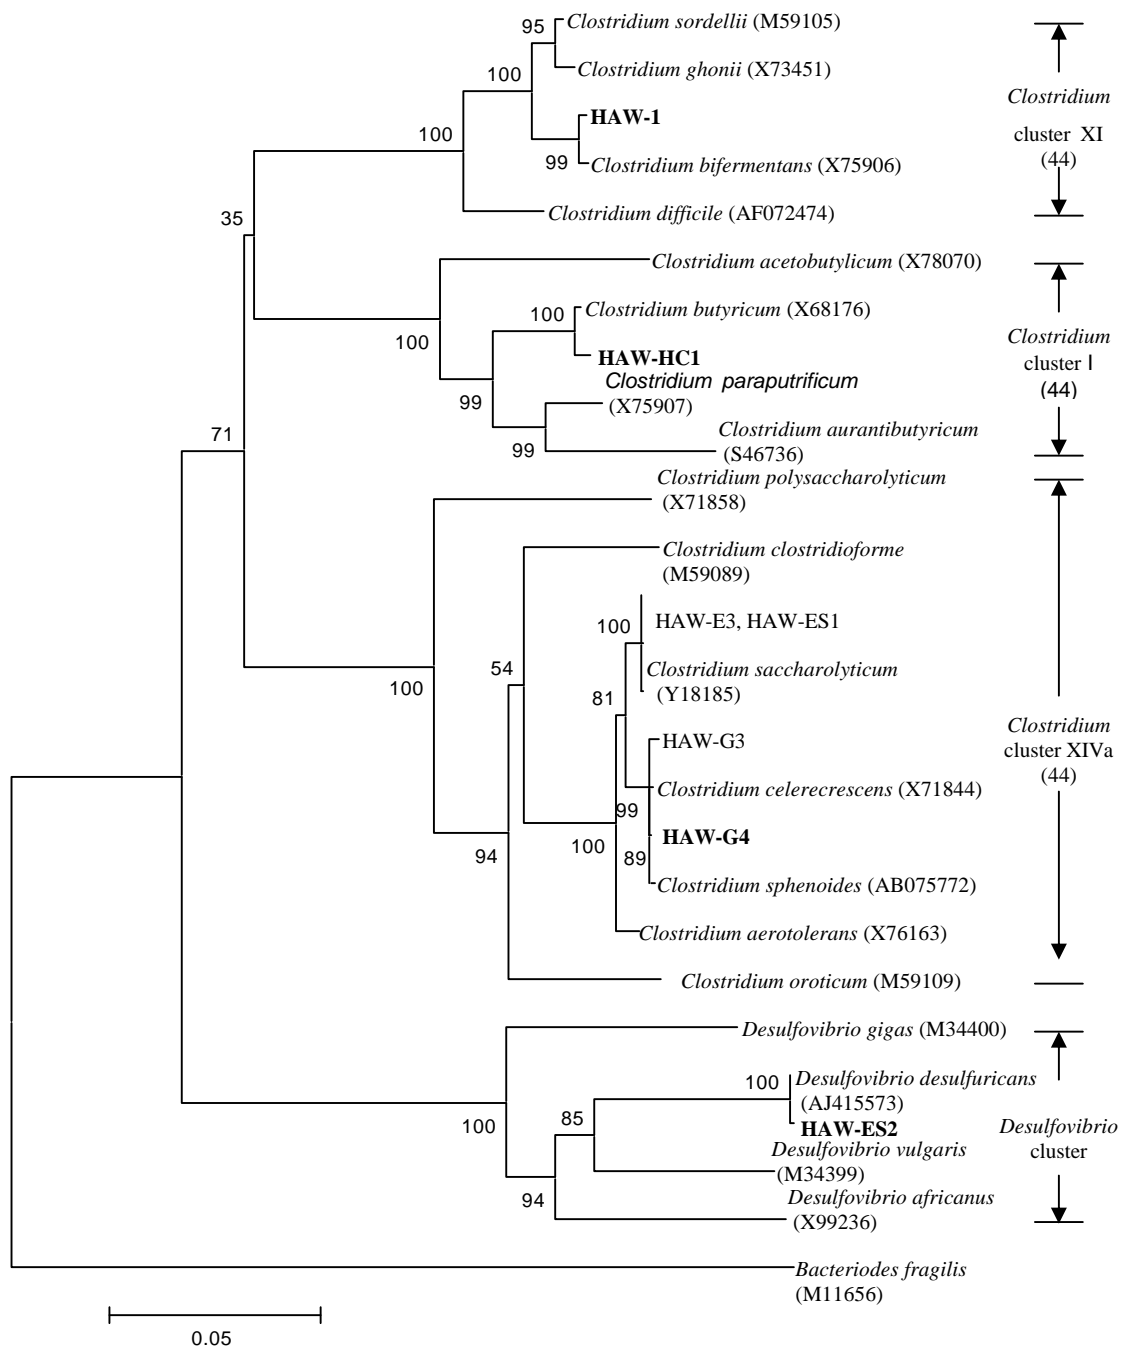 95
Clostridium sordellii (M59105)
Clostridium ghonii (X73451)
100
HAW-1
100
99
Clostridium bifermentans (X75906)
Clostridium difficile (AF072474)
Clostridium
cluster XI
(44)
35
Clostridium acetobutylicum (X78070)
100
Clostridium butyricum (X68176)
100
HAW-HC1
Clostridium paraputrificum
(X75907)
99
Clostridium aurantibutyricum
(S46736)
99
Clostridium
cluster I
(44)
71
Clostridium polysaccharolyticum
(X71858)
Clostridium clostridioforme
(M59089)
100
HAW-E3, HAW-ES1
54
Clostridium saccharolyticum
(Y18185)
100
81
HAW-G3
Clostridium celerecrescens (X71844)
99
HAW-G4
100
94
89
Clostridium sphenoides (AB075772)
Clostridium aerotolerans (X76163)
Clostridium oroticum (M59109)
Clostridium
cluster XIVa
(44)
Desulfovibrio gigas (M34400)
100
Desulfovibrio desulfuricans
(AJ415573)
HAW-ES2
85
100
Desulfovibrio vulgaris
(M34399)
94
Desulfovibrio africanus
(X99236)
Desulfovibrio
cluster
Bacteriodes fragilis
(M11656)
0.05